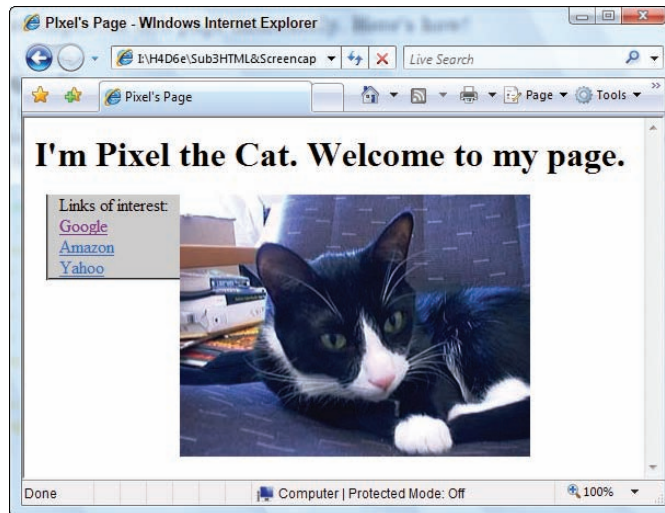 PIxel's Page - WIndows Internet Explorer
I:\H4D6e\Sub3HTML&Screencap
Live Search
Pixel's Page
Page
Tools
I'm Pixel the Cat. Welcome to my page.
Links of interest:
Google
Amazon
Yahoo
Done
Computer | Protected Mode: Off
100%